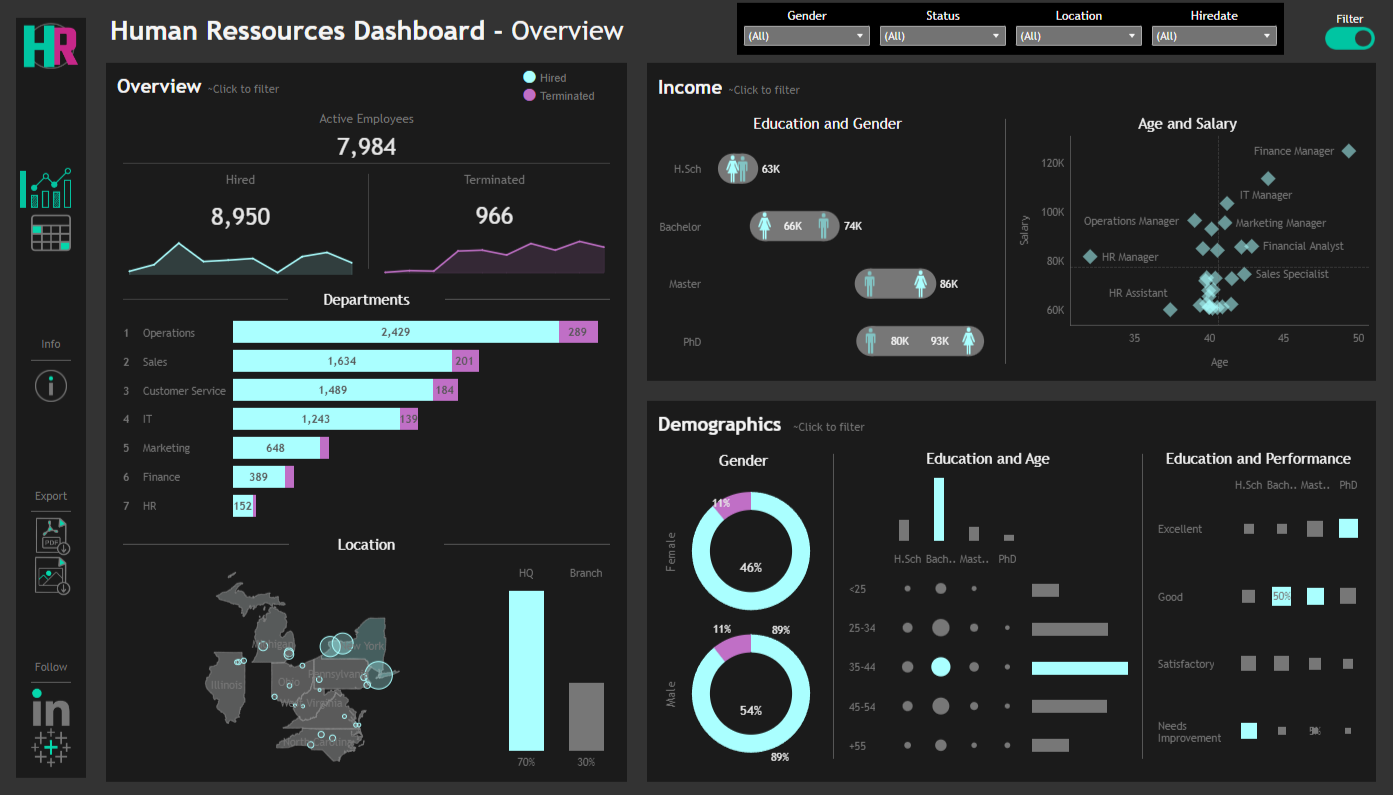 HR
Human Ressources Dashboard - Overview
Gender
Status
Location
Hiredate
(All)
(All)
(All)
(All)
Filter
Overview ~Click to filter
Hired
Terminated
Active Employees
7,984
Hired
8,950
Terminated
966
Departments
1 Operations 2,429 289
2 Sales 1,634 201
3 Customer Service 1,489 184
4 IT 1,243 139
5 Marketing 648
6 Finance 389
7 HR 152
Location
Michigan
New York
Illinois
Ohio
Pennsylvania
West Virginia
North Carolina
HQ
Branch
70%
30%
Info
Export
PDF
Follow
in
Income ~Click to filter
Education and Gender
H.Sch 63K
Bachelor 66K 74K
Master 86K
PhD 80K 93K
Age and Salary
Salary
120K
100K
80K
60K
Finance Manager
IT Manager
Operations Manager
Marketing Manager
Financial Analyst
HR Manager
Sales Specialist
HR Assistant
35 40 45 50
Age
Demographics ~Click to filter
Gender
Female
11%
46%
11%
89%
Male
54%
89%
Education and Age
H.Sch Bach.. Mast.. PhD
<25
25-34
35-44
45-54
+55
Education and Performance
H.Sch Bach.. Mast.. PhD
Excellent
Good 50%
Satisfactory
Needs
Improvement